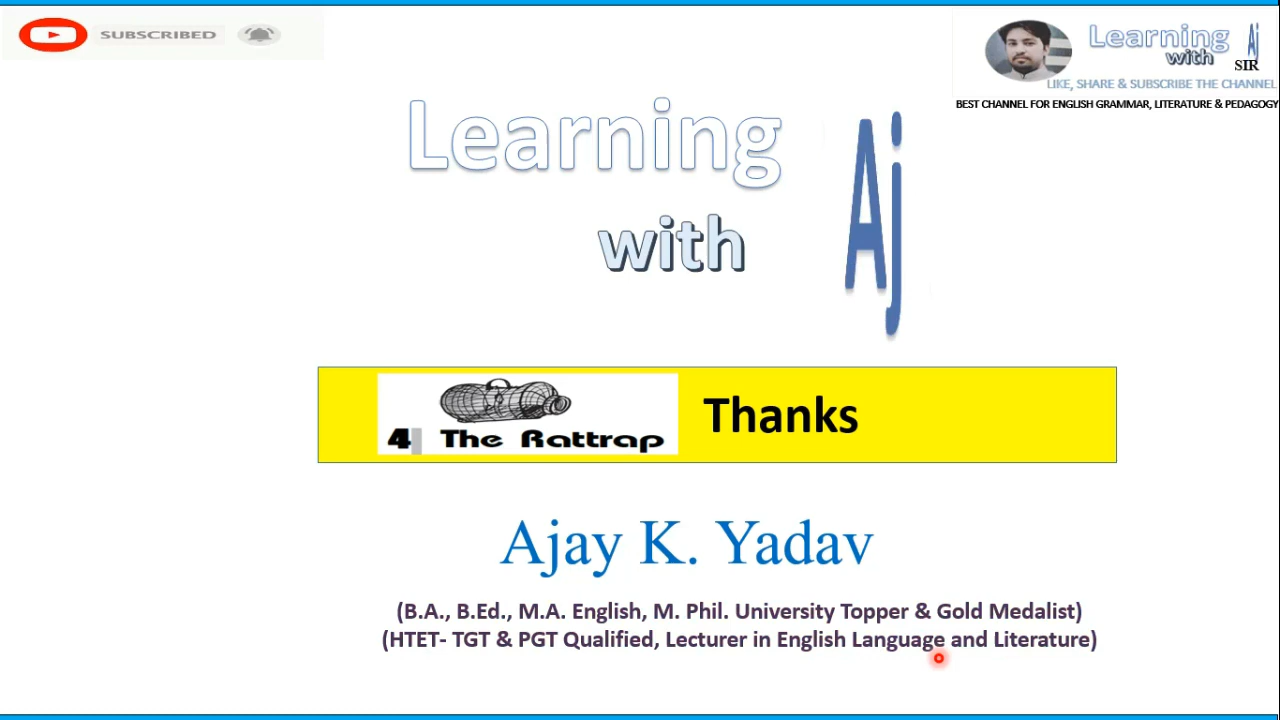 SUBSCRIBED
Learning
with
Aj
SIR
LIKE, SHARE & SUBSCRIBE THE CHANNEL
BEST CHANNEL FOR ENGLISH GRAMMAR, LITERATURE & PEDAGOGY
Learning
with
Aj
4 The Rattrap
Thanks
Ajay K. Yadav
(B.A., B.Ed., M.A. English, M. Phil. University Topper & Gold Medalist)
(HTET- TGT & PGT Qualified, Lecturer in English Language and Literature)